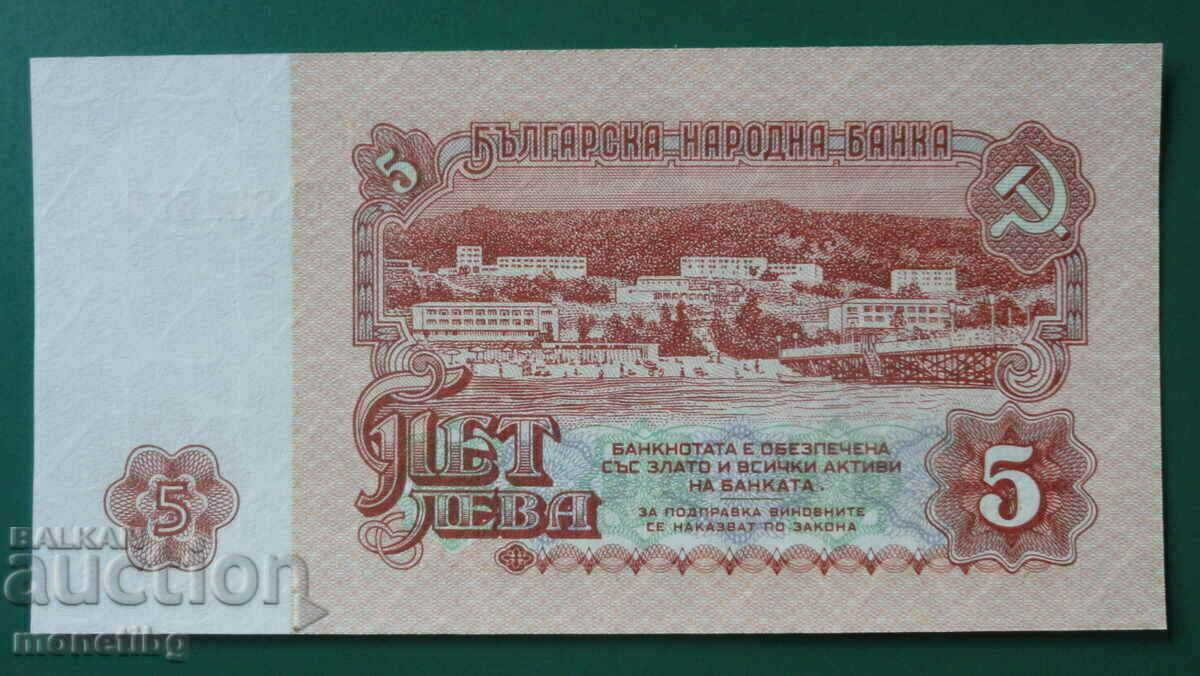 БЪЛГАРСКА НАРОДНА БАНКА
5
ПЕТ
ЛЕВА
БАНКНОТАТА Е ОБЕЗПЕЧЕНА
СЪС ЗЛАТО И ВСИЧКИ АКТИВИ
НА БАНКАТА.
ЗА ПОДПРАВКА ВИНОВНИТЕ
СЕ НАКАЗВАТ ПО ЗАКОНА
5
5
BALKAN
auction
monetibg